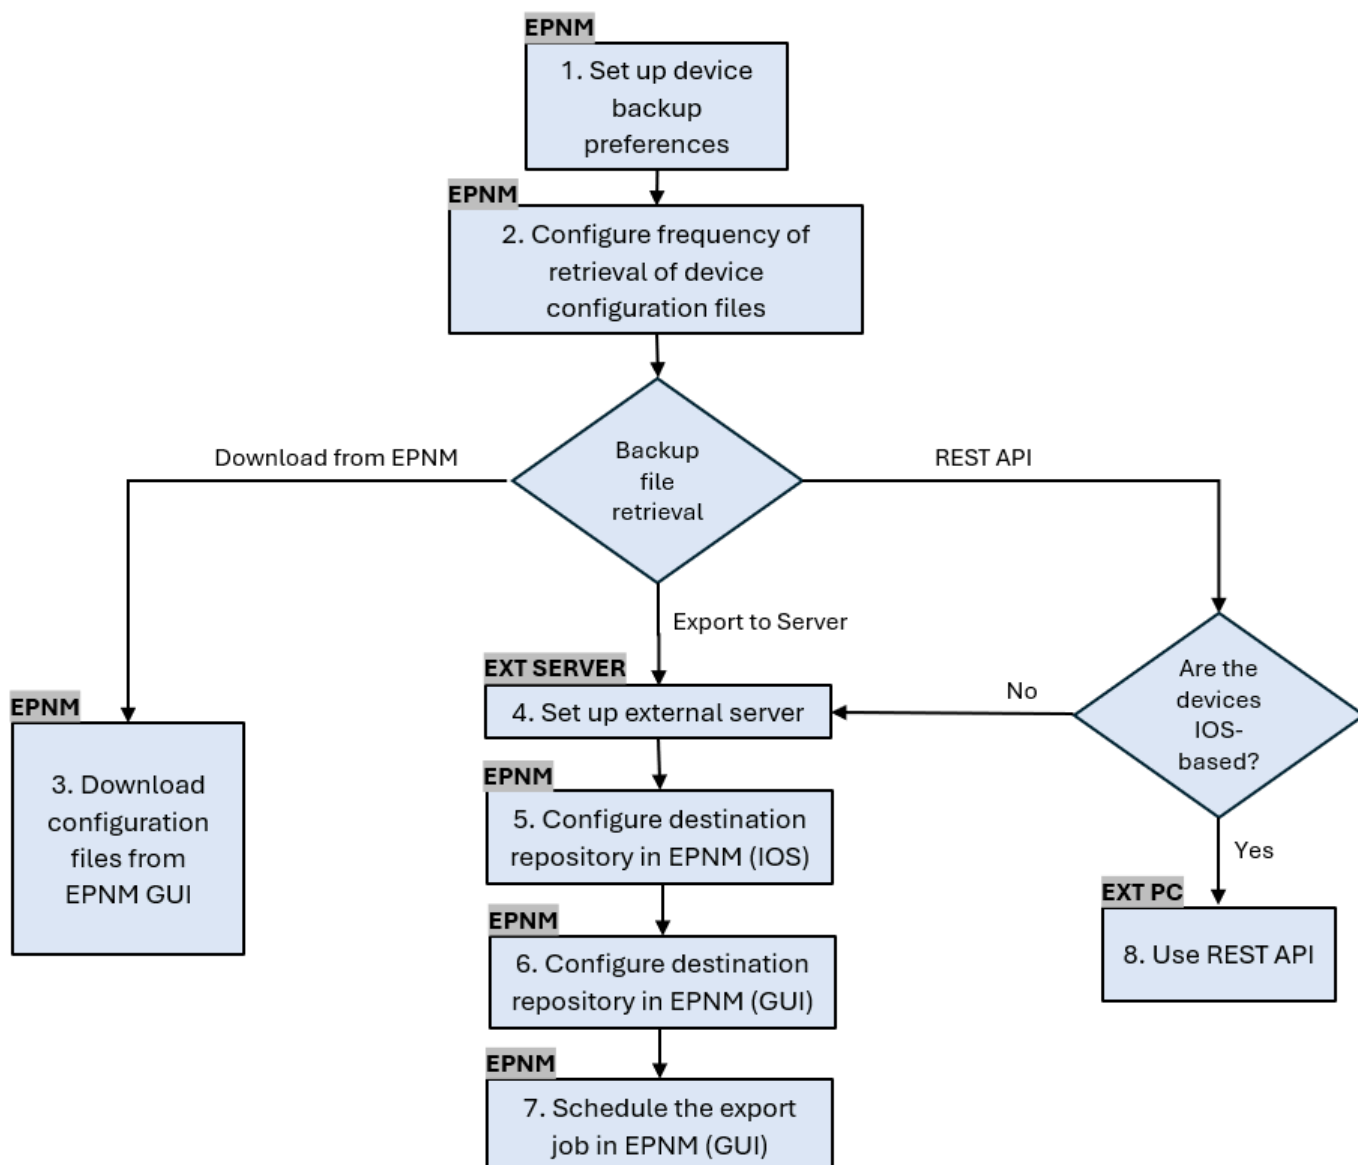 EPNM
1. Set up device
backup
preferences
EPNM
2. Configure frequency of
retrieval of device
configuration files
Download from EPNM
Backup
file
retrieval
REST API
Export to Server
EXT SERVER
4. Set up external server
No
Are the
devices
IOS-
based?
EPNM
3. Download
configuration
files from
EPNM GUI
EPNM
5. Configure destination
repository in EPNM (IOS)
Yes
EXT PC
8. Use REST API
EPNM
6. Configure destination
repository in EPNM (GUI)
EPNM
7. Schedule the export
job in EPNM (GUI)